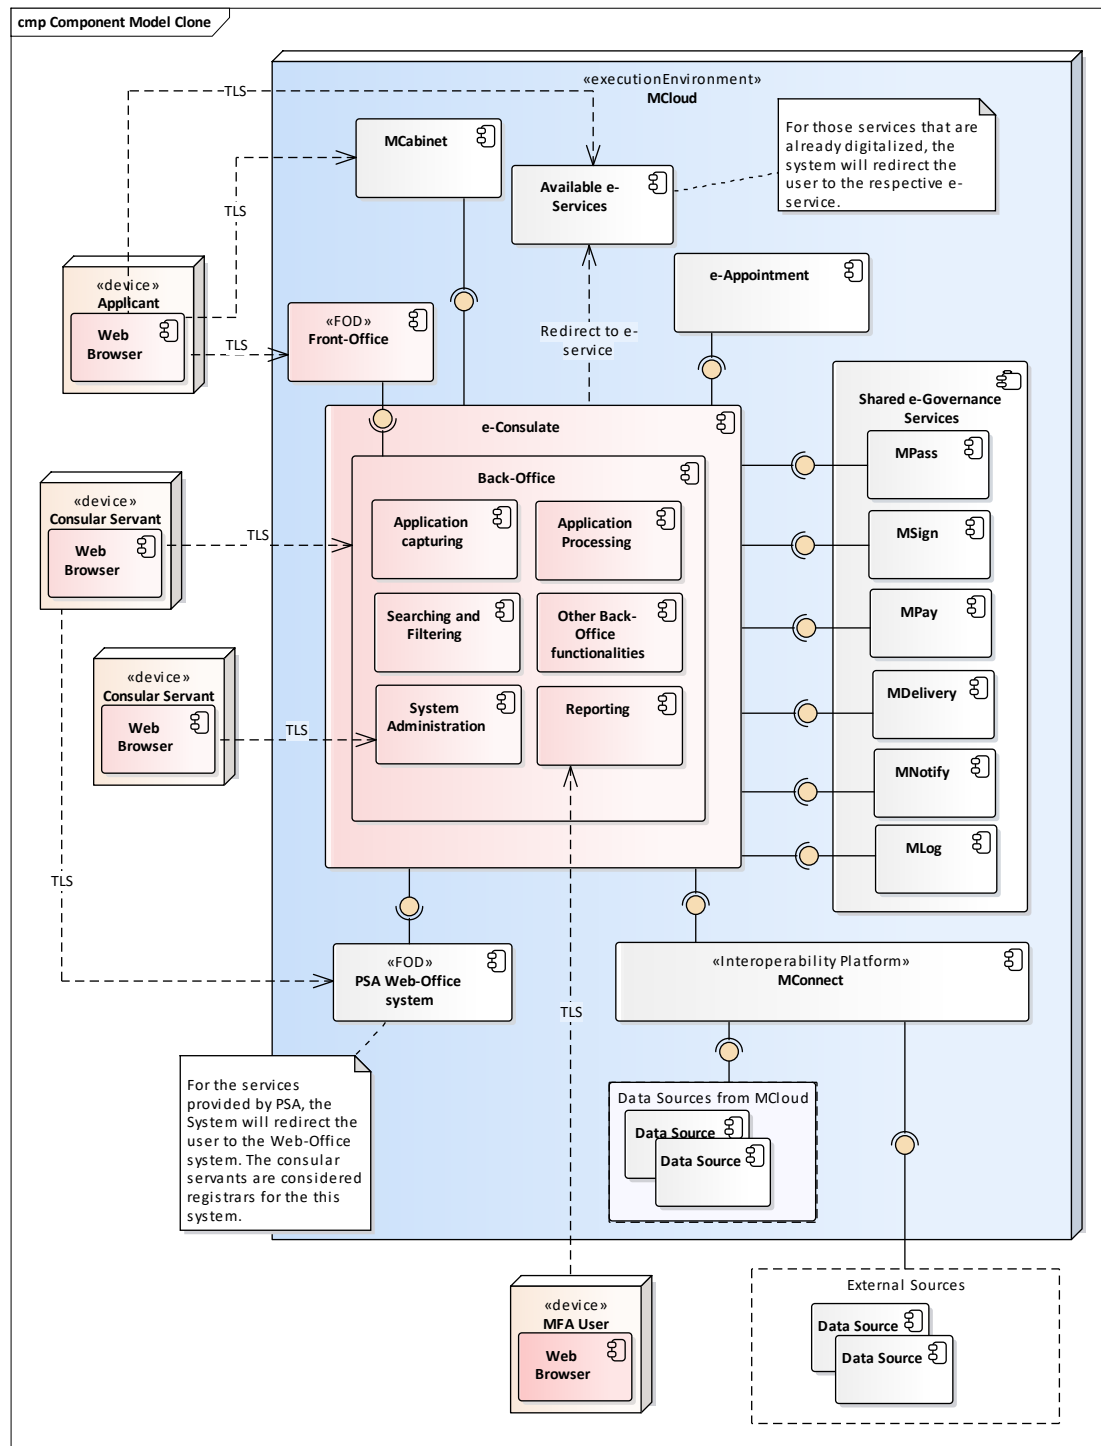 cmp Component Model Clone
«executionEnvironment»
MCloud
TLS
MCabinet
For those services that are
already digitalized, the
system will redirect the
user to the respective e-
service.
Available e-
Services
TLS
e-Appointment
«device»
Applicant
Web
Browser
TLS
«FOD»
Front-Office
Redirect to e-
service
Shared e-Governance
Services
e-Consulate
MPass
Back-Office
«device»
Consular Servant
Web
Browser
TLS
Application
capturing
Application
Processing
MSign
Searching and
Filtering
Other Back-
Office
functionalities
MPay
«device»
Consular Servant
Web
Browser
TLS
System
Administration
Reporting
MDelivery
MNotify
MLog
TLS
«FOD»
PSA Web-Office
system
«Interoperability Platform»
MConnect
TLS
For the services
provided by PSA, the
System will redirect the
user to the Web-Office
system. The consular
servants are considered
registrars for the this
system.
Data Sources from MCloud
Data Source
Data Source
«device»
MFA User
Web
Browser
External Sources
Data Source
Data Source